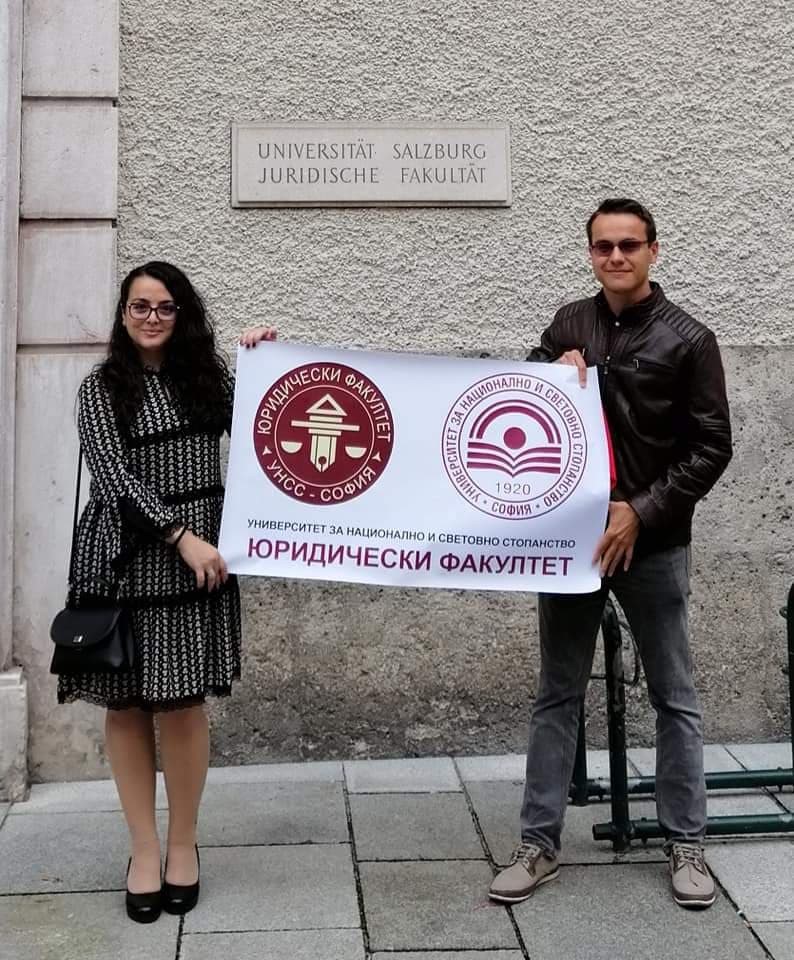 UNIVERSITÄT SALZBURG
JURIDISCHE FAKULTÄT
ЮРИДИЧЕСКИ ФАКУЛТЕТ
УНСС - СОФИЯ
УНИВЕРСИТЕТ ЗА НАЦИОНАЛНО И СВЕТОВНО СТОПАНСТВО
1920
СОФИЯ
УНИВЕРСИТЕТ ЗА НАЦИОНАЛНО И СВЕТОВНО СТОПАНСТВО
ЮРИДИЧЕСКИ ФАКУЛТЕТ